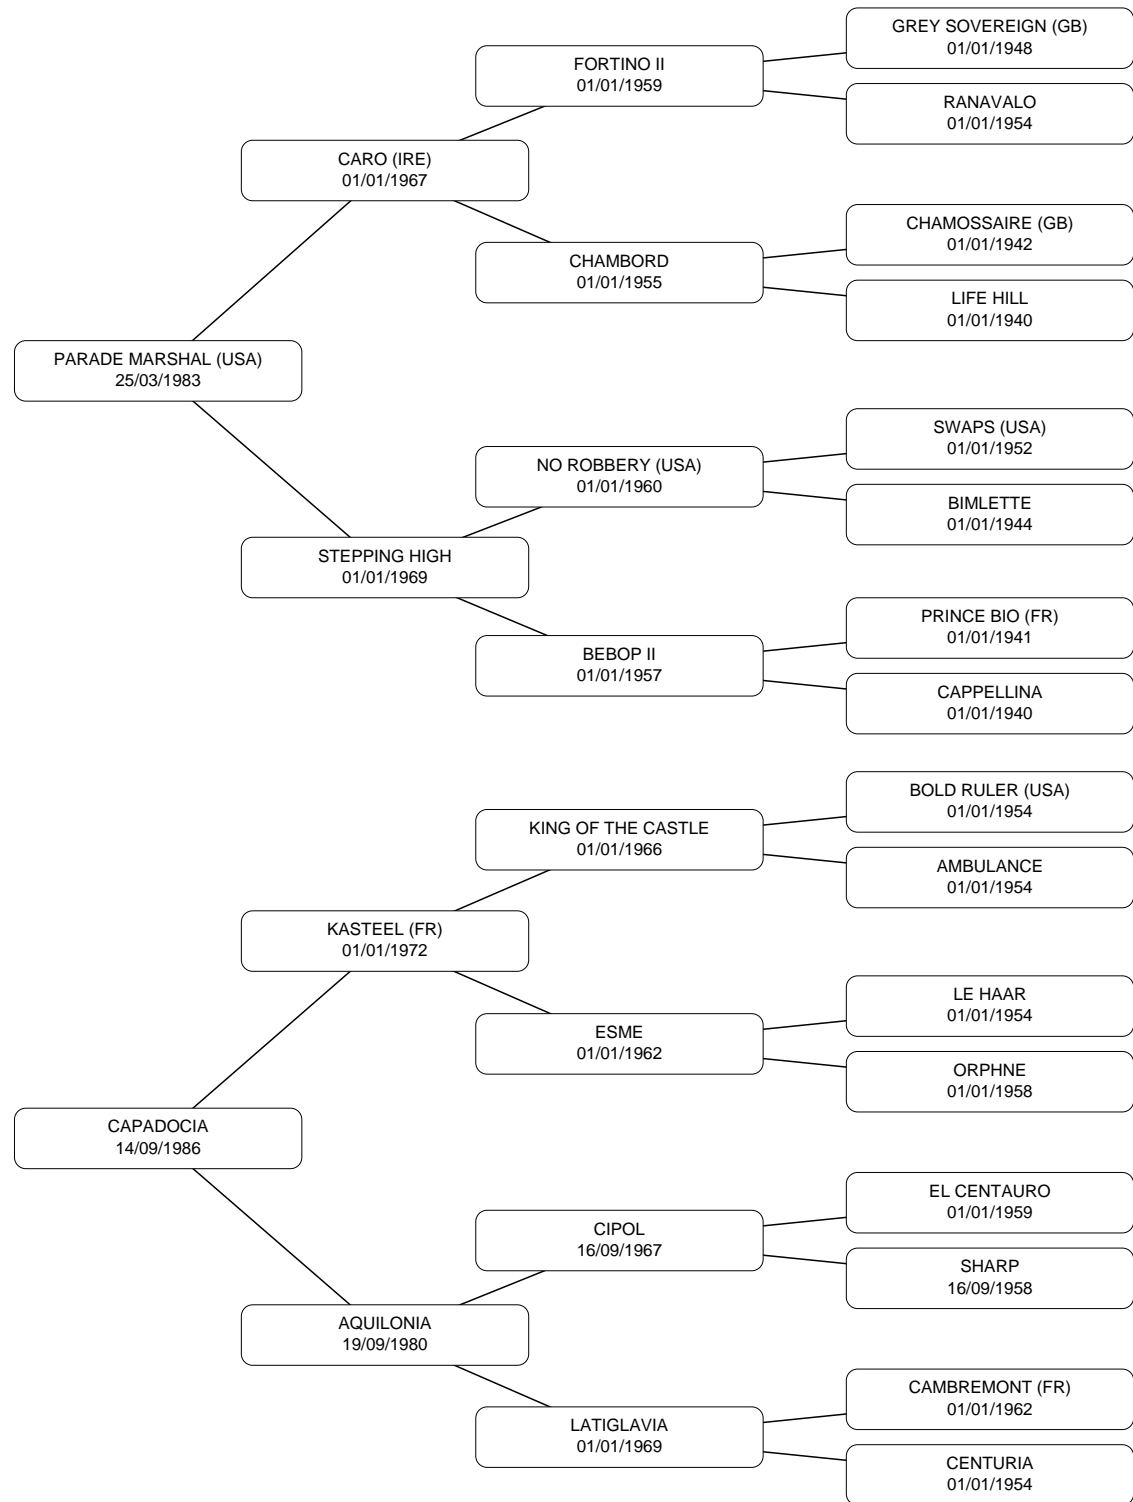 GREY SOVEREIGN (GB)
01/01/1948
FORTINO II
01/01/1959
RANAVALO
01/01/1954
CARO (IRE)
01/01/1967
CHAMOSSAIRE (GB)
01/01/1942
CHAMBORD
01/01/1955
LIFE HILL
01/01/1940
PARADE MARSHAL (USA)
25/03/1983
SWAPS (USA)
01/01/1952
NO ROBBERY (USA)
01/01/1960
BIMLETTE
01/01/1944
STEPPING HIGH
01/01/1969
PRINCE BIO (FR)
01/01/1941
BEBOP II
01/01/1957
CAPPELLINA
01/01/1940
BOLD RULER (USA)
01/01/1954
KING OF THE CASTLE
01/01/1966
AMBULANCE
01/01/1954
KASTEEL (FR)
01/01/1972
LE HAAR
01/01/1954
ESME
01/01/1962
ORPHNE
01/01/1958
CAPADOCIA
14/09/1986
EL CENTAURO
01/01/1959
CIPOL
16/09/1967
SHARP
16/09/1958
AQUILONIA
19/09/1980
CAMBREMONT (FR)
01/01/1962
LATIGLAVIA
01/01/1969
CENTURIA
01/01/1954